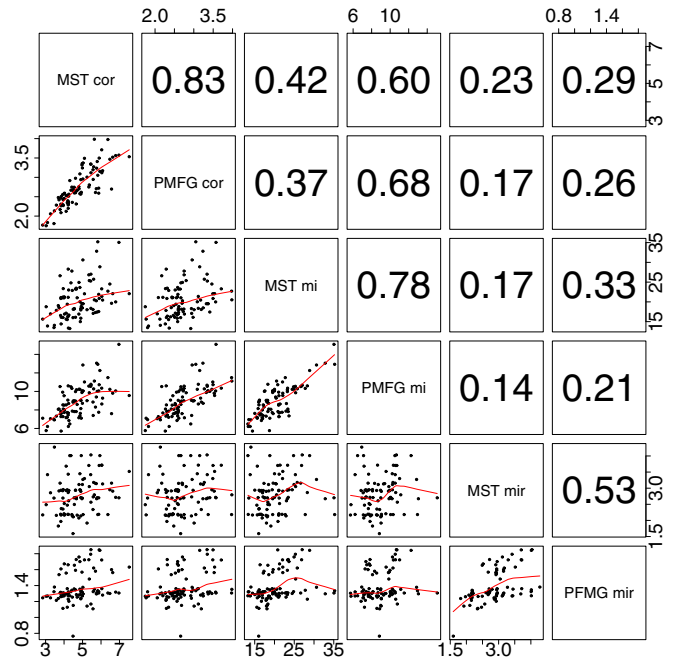 2.0 3.5 6 10 0.8 1.4
MST cor 0.83 0.42 0.60 0.23 0.29 3 5 7
2.0 3.5 PMFG cor 0.37 0.68 0.17 0.26
MST mi 0.78 0.17 0.33 15 25 35
6 10 PMFG mi 0.14 0.21
MST mir 0.53 1.5 3.0
0.8 1.4 PFMG mir
3 5 7 15 25 35 1.5 3.0